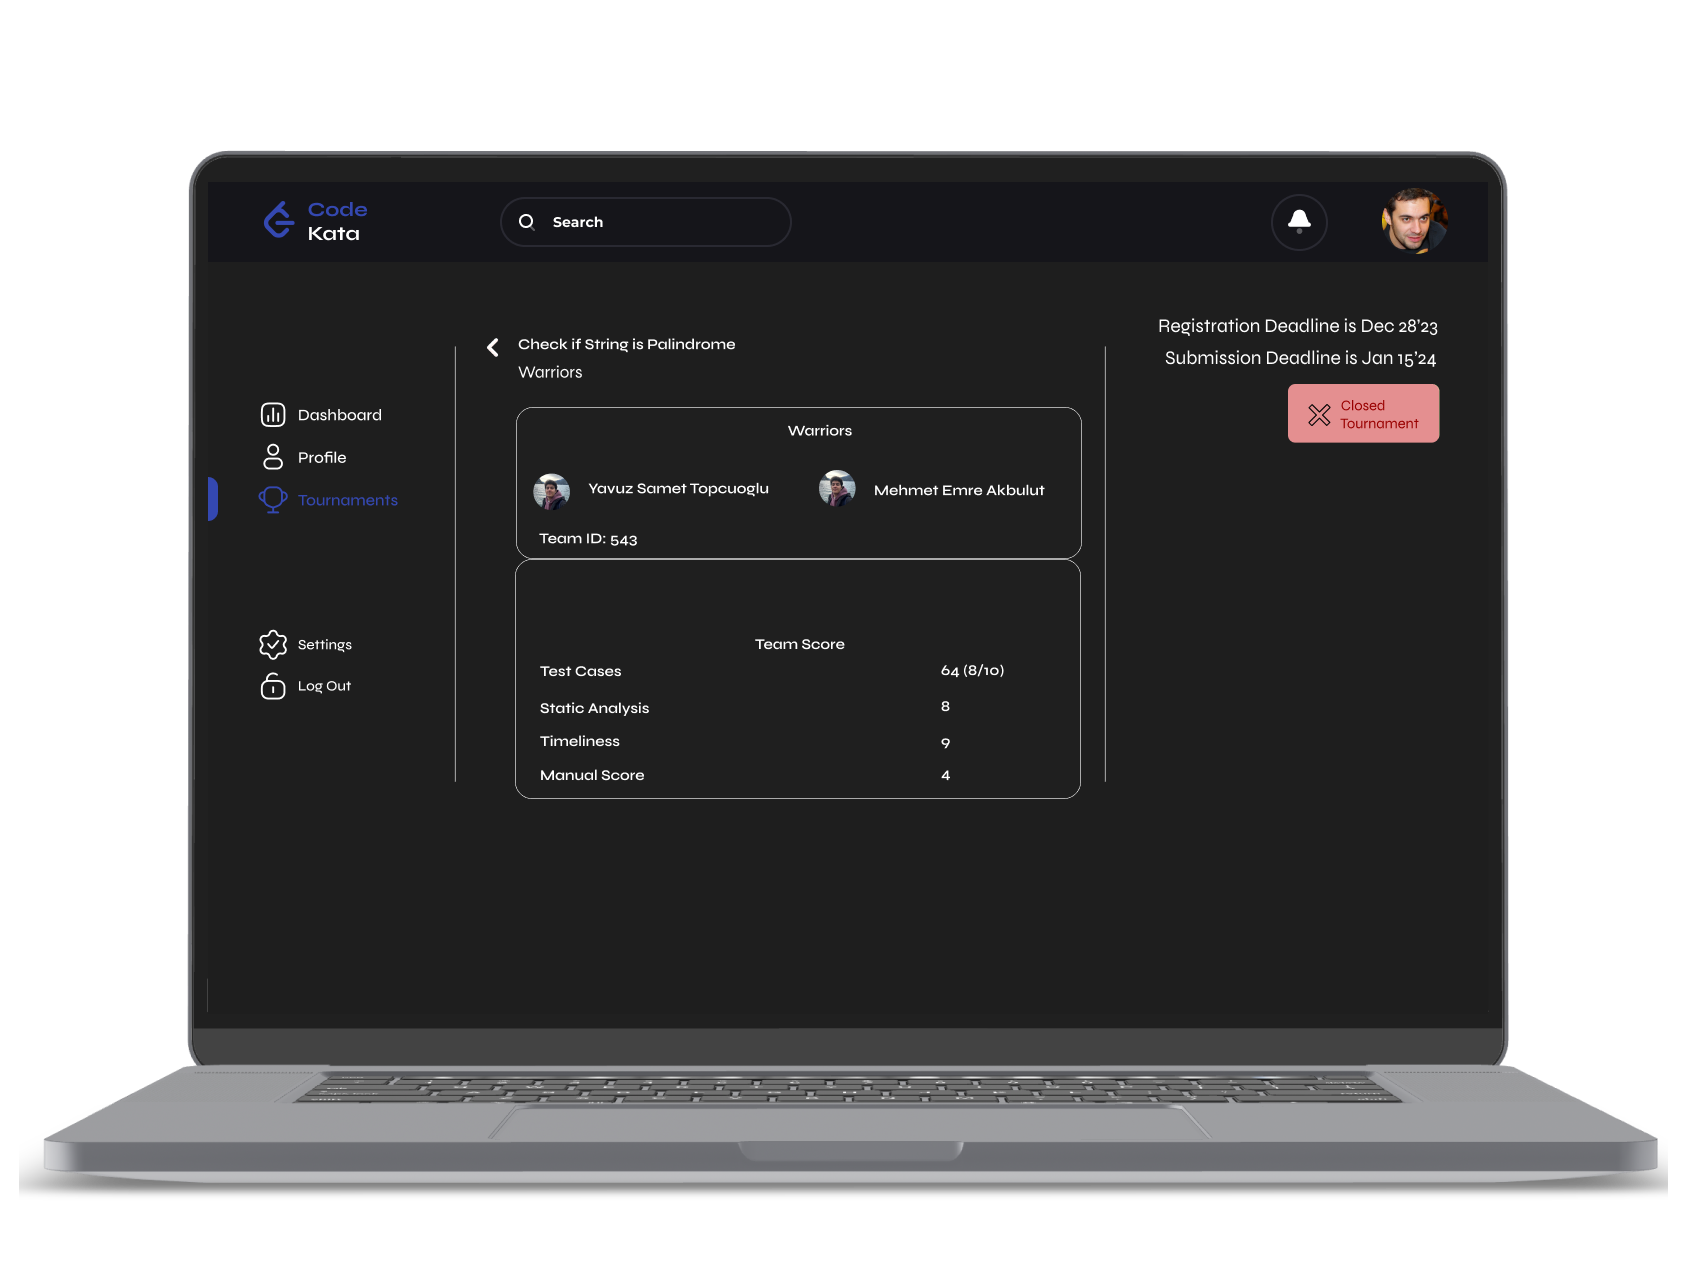 Code
Kata
Search
Registration Deadline is Dec 28'23
Submission Deadline is Jan 15'24
Closed
Tournament
Check if String is Palindrome
Warriors
Dashboard
Profile
Tournaments
Settings
Log Out
Warriors
Yavuz Samet Topcuoglu
Mehmet Emre Akbulut
Team ID: 543
Team Score
Test Cases 64 (8/10)
Static Analysis 8
Timeliness 9
Manual Score 4